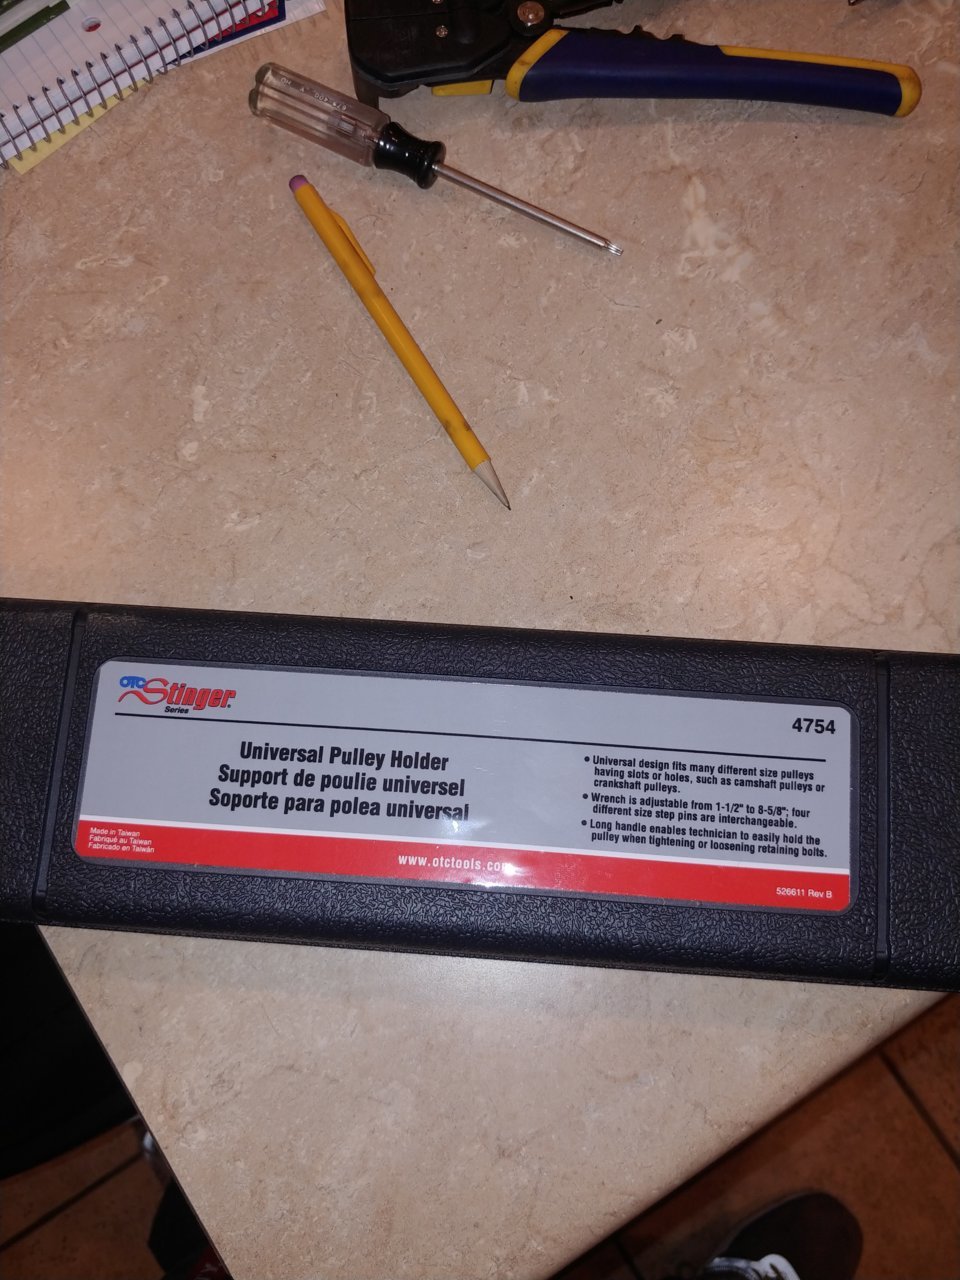 OTC Stinger
Series
4754
Universal Pulley Holder
Support de poulie universel
Soporte para polea universal
• Universal design fits many different size pulleys
having slots or holes, such as camshaft pulleys or
crankshaft pulleys.
• Wrench is adjustable from 1-1/2" to 8-5/8"; four
different size step pins are interchangeable.
• Long handle enables technician to easily hold the
pulley when tightening or loosening retaining bolts.
Made in Taiwan
Fabriqué au Taiwan
Fabricado en Taiwán
www.otctools.com
526611 Rev B